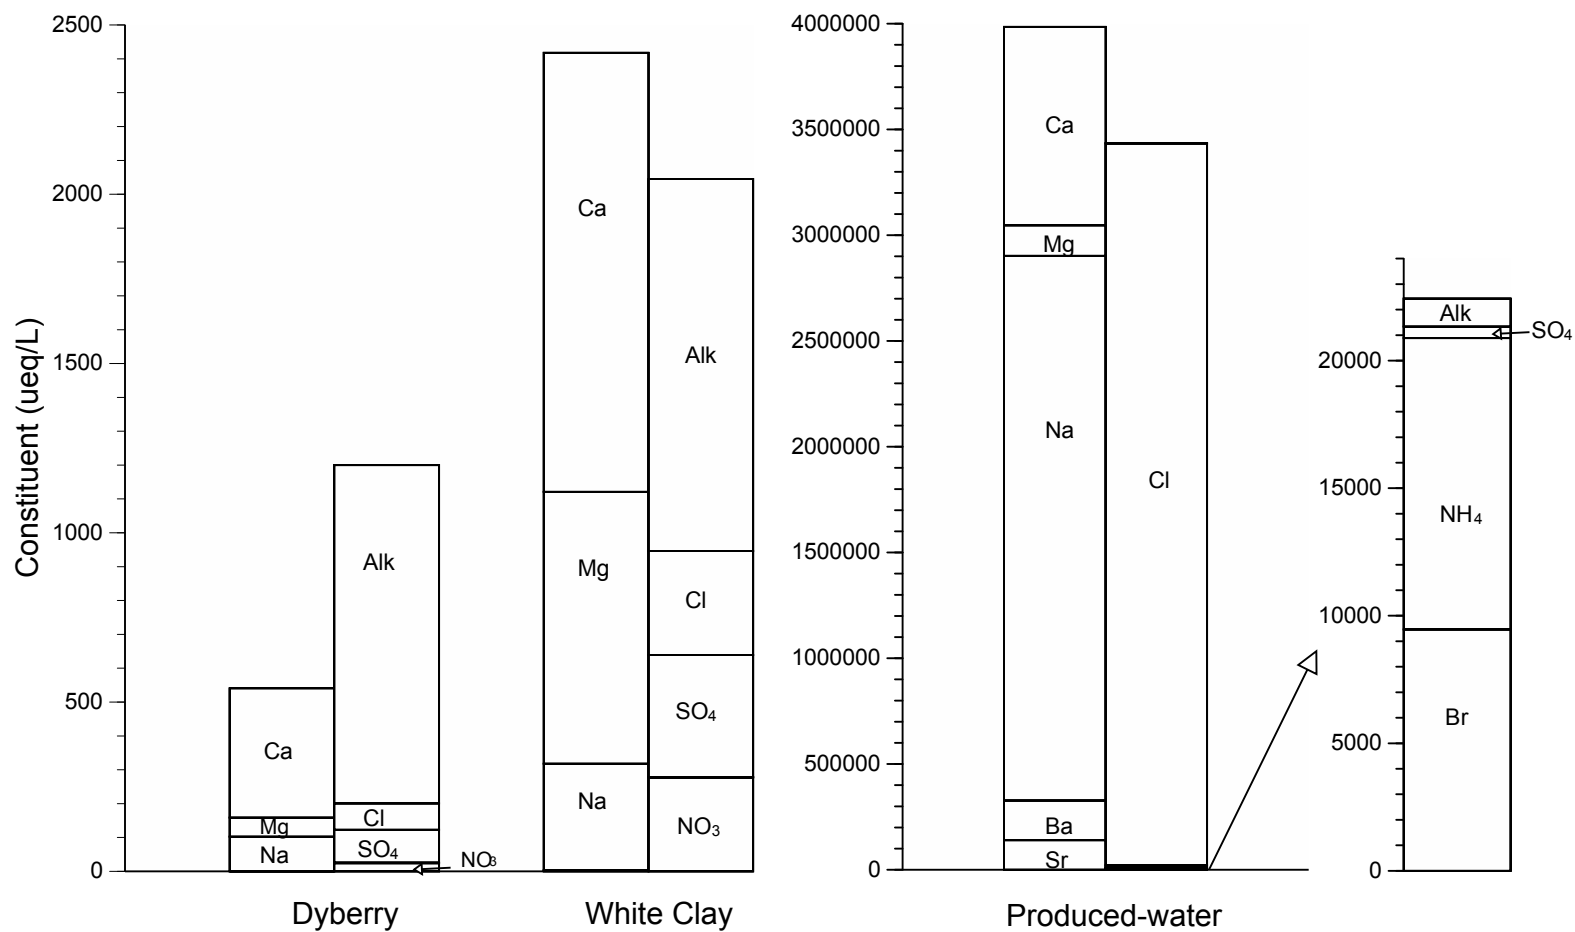 Constituent (ueq/L)
2500
2000
1500
1000
500
0
Ca
Mg
Na
Alk
Cl
SO₄
NO₃
Dyberry
Ca
Mg
Na
Alk
Cl
SO₄
NO₃
White Clay
4000000
3500000
3000000
2500000
2000000
1500000
1000000
500000
0
Ca
Mg
Na
Ba
Sr
Cl
Produced-water
20000
15000
10000
5000
0
Alk
SO₄
NH₄
Br